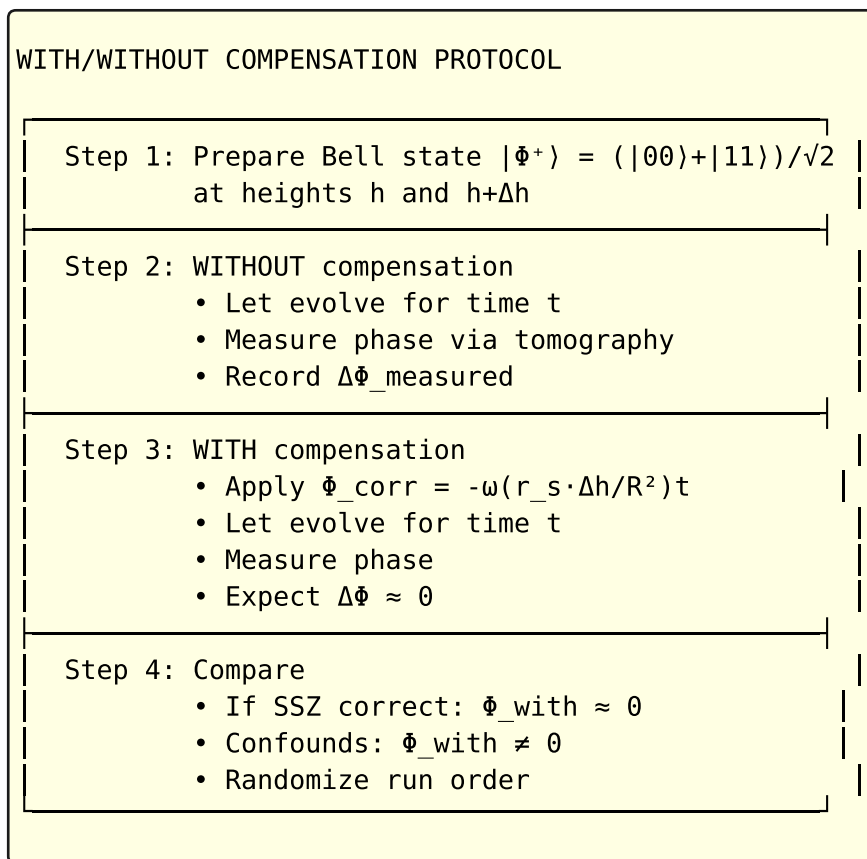 WITH/WITHOUT COMPENSATION PROTOCOL
Step 1: Prepare Bell state |Φ⁺⟩ = (|00⟩+|11⟩)/√2
at heights h and h+Δh
Step 2: WITHOUT compensation
• Let evolve for time t
• Measure phase via tomography
• Record ΔΦ_measured
Step 3: WITH compensation
• Apply Φ_corr = -ω(r_s·Δh/R²)t
• Let evolve for time t
• Measure phase
• Expect ΔΦ ≈ 0
Step 4: Compare
• If SSZ correct: Φ_with ≈ 0
• Confounds: Φ_with ≠ 0
• Randomize run order